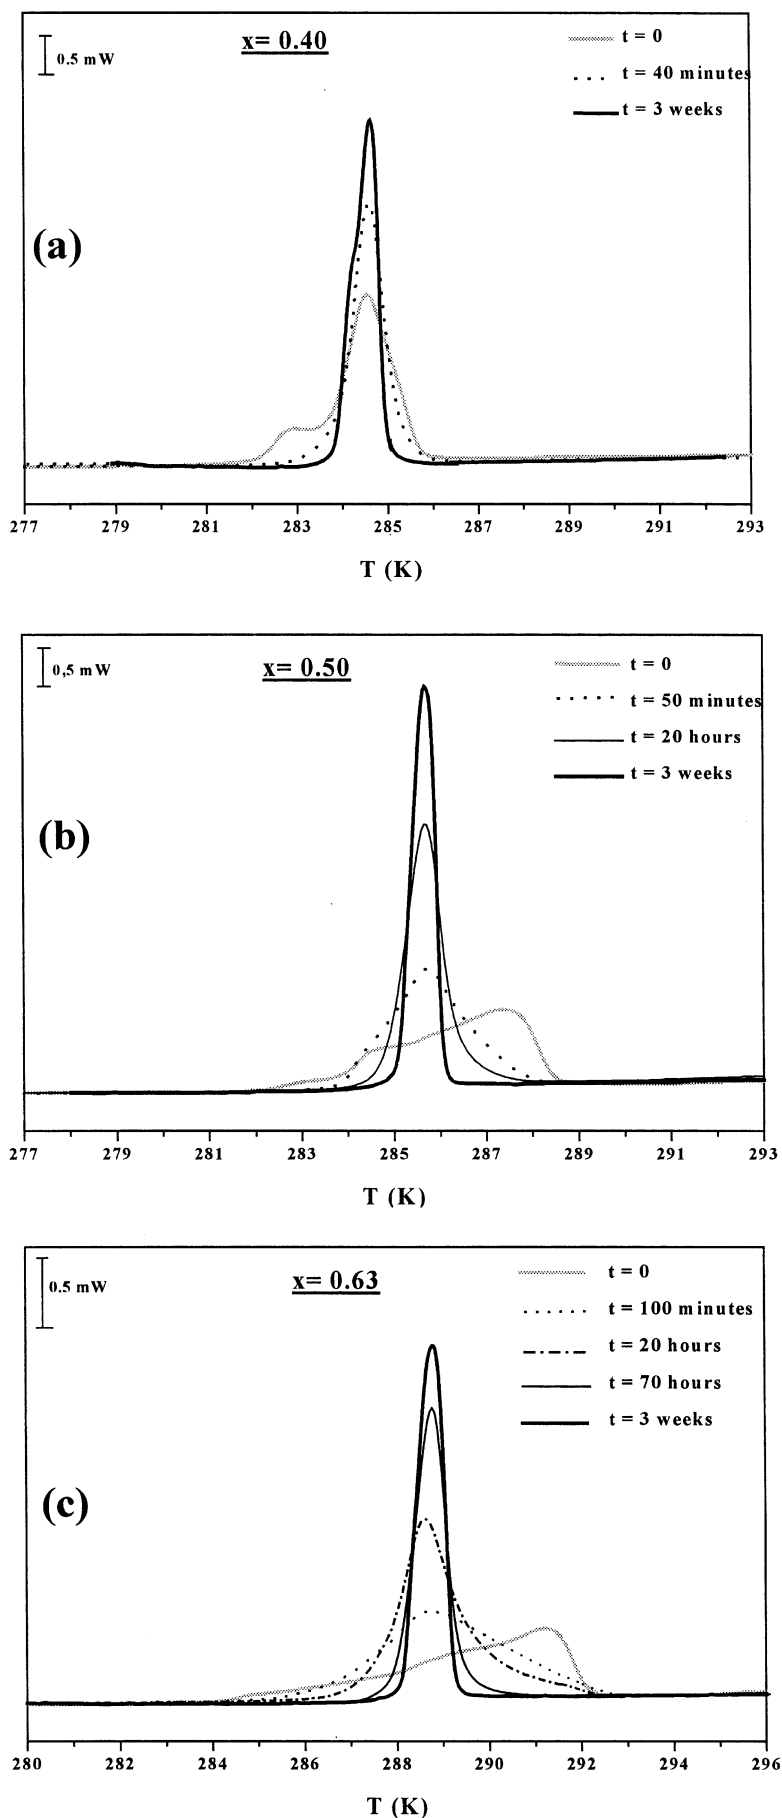 x= 0.40
0.5 mW
t = 0
t = 40 minutes
t = 3 weeks
(a)
277 279 281 283 285 287 289 291 293
T (K)
x= 0.50
0,5 mW
t = 0
t = 50 minutes
t = 20 hours
t = 3 weeks
(b)
277 279 281 283 285 287 289 291 293
T (K)
x= 0.63
0.5 mW
t = 0
t = 100 minutes
t = 20 hours
t = 70 hours
t = 3 weeks
(c)
280 282 284 286 288 290 292 294 296
T (K)